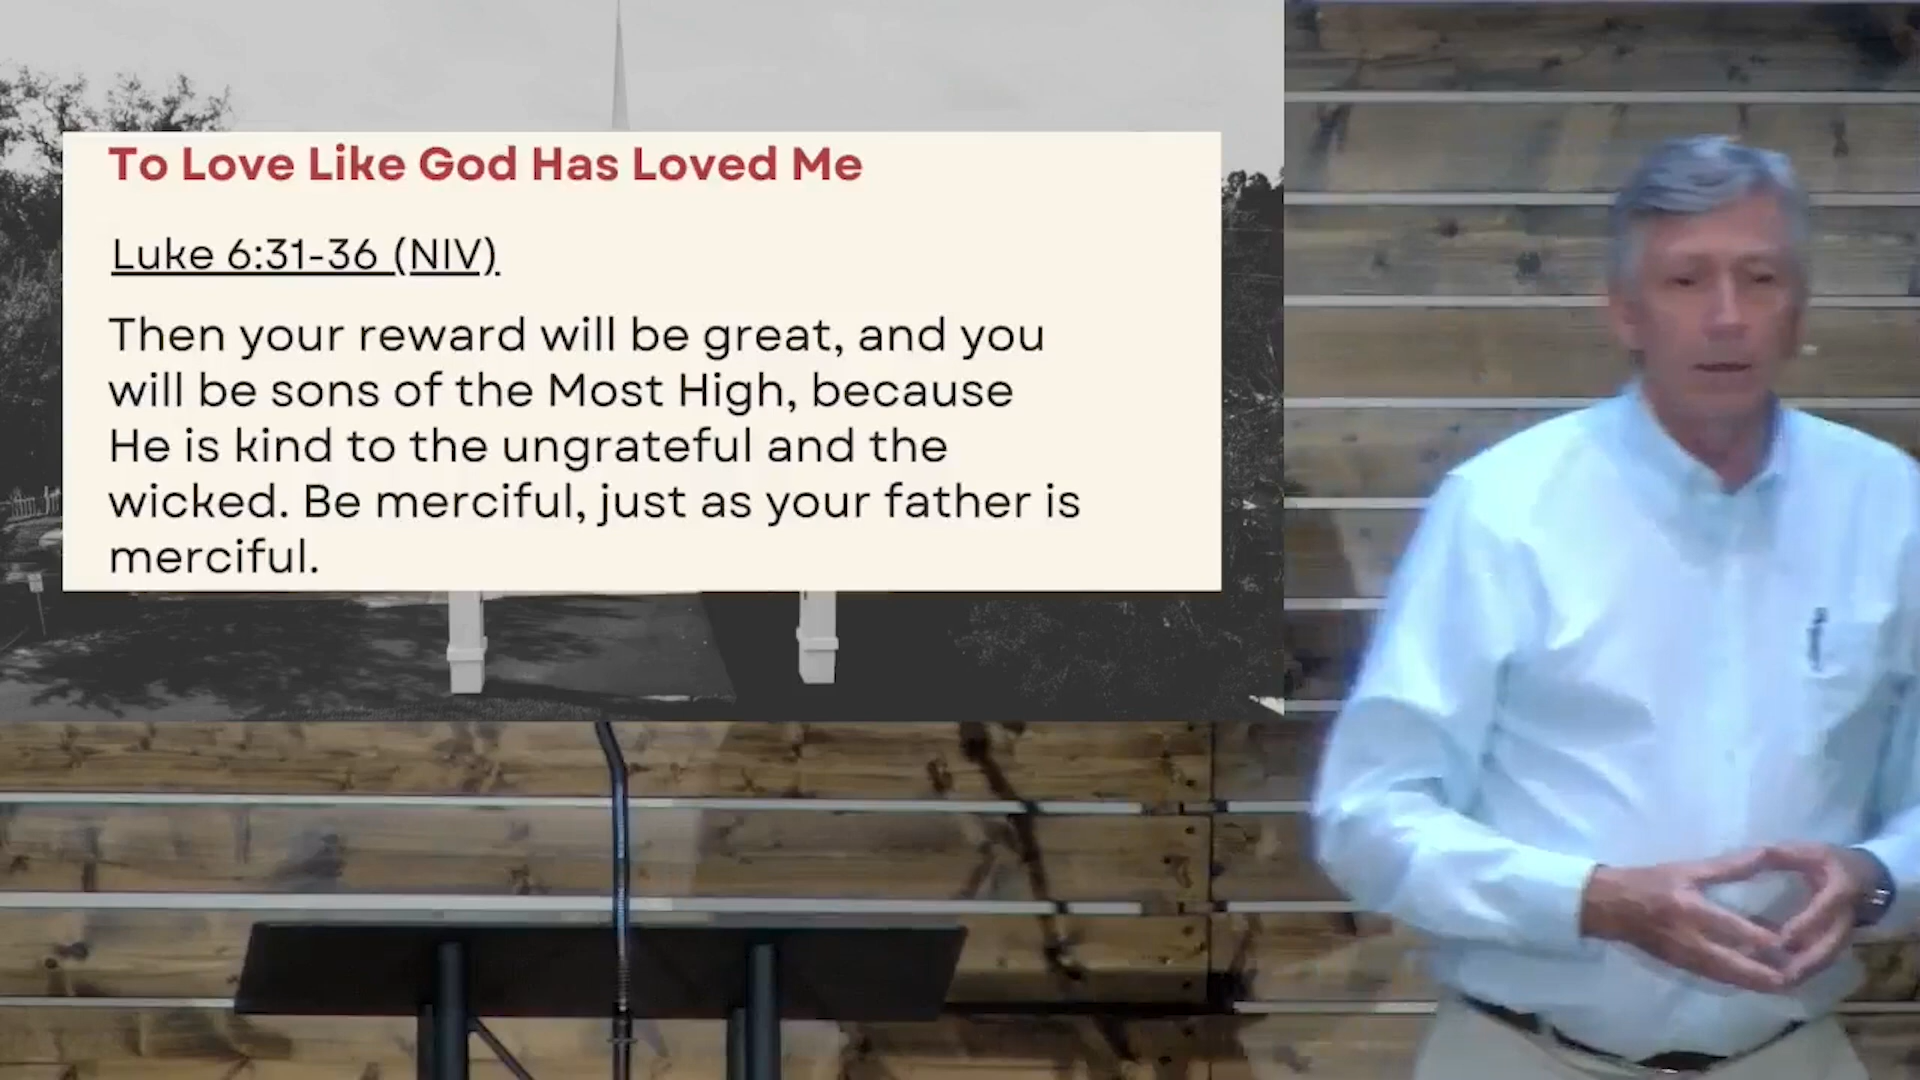 To Love Like God Has Loved Me
Luke 6:31-36 (NIV)
Then your reward will be great, and you
will be sons of the Most High, because
He is kind to the ungrateful and the
wicked. Be merciful, just as your father is
merciful.